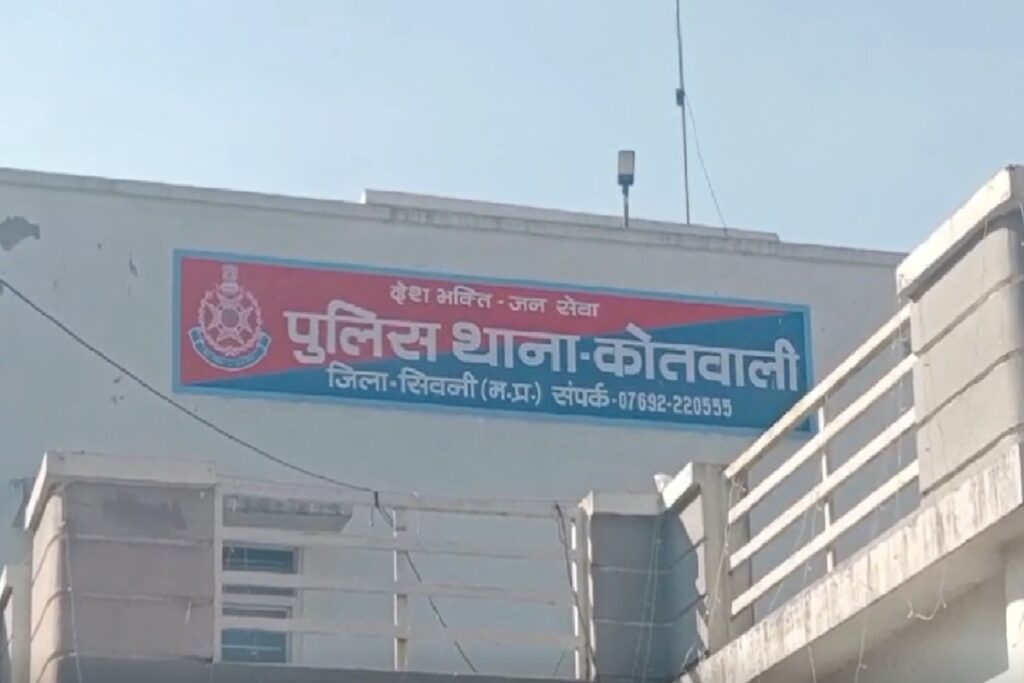 देश भक्ति - जन सेवा
पुलिस थाना-कोतवाली
जिला-सिवनी (म.प्र.) संपर्क-07692-220555